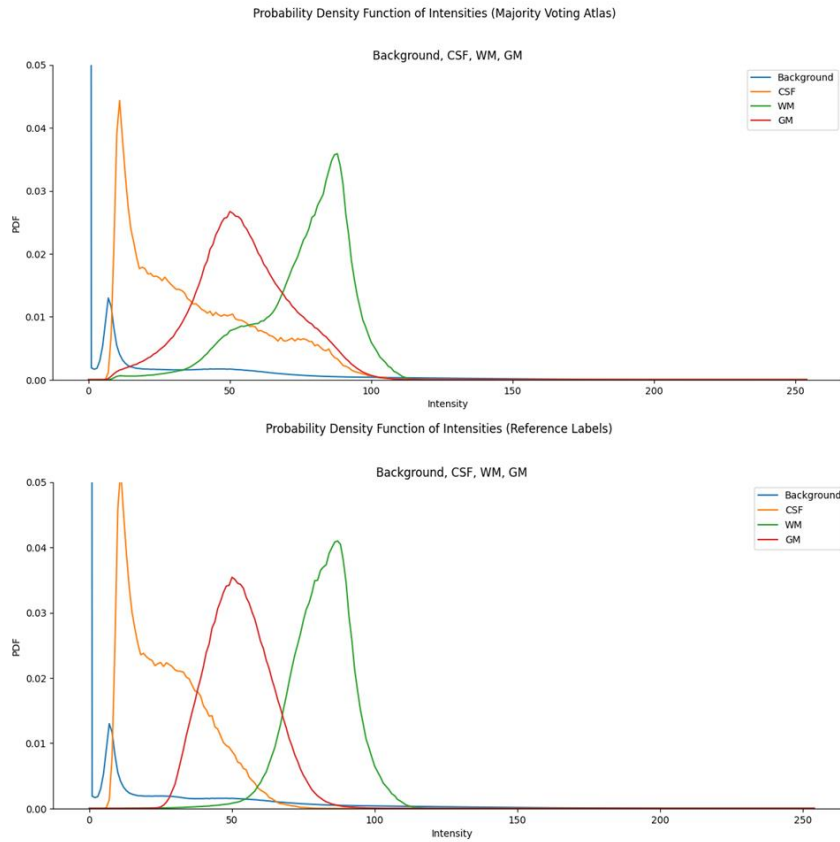 Probability Density Function of Intensities (Majority Voting Atlas)
Background, CSF, WM, GM
0.05
0.04
0.03
0.02
0.01
0.00
PDF
Background
CSF
WM
GM
0 50 100 150 200 250
Intensity
Probability Density Function of Intensities (Reference Labels)
Background, CSF, WM, GM
0.05
0.04
0.03
0.02
0.01
0.00
PDF
Background
CSF
WM
GM
0 50 100 150 200 250
Intensity